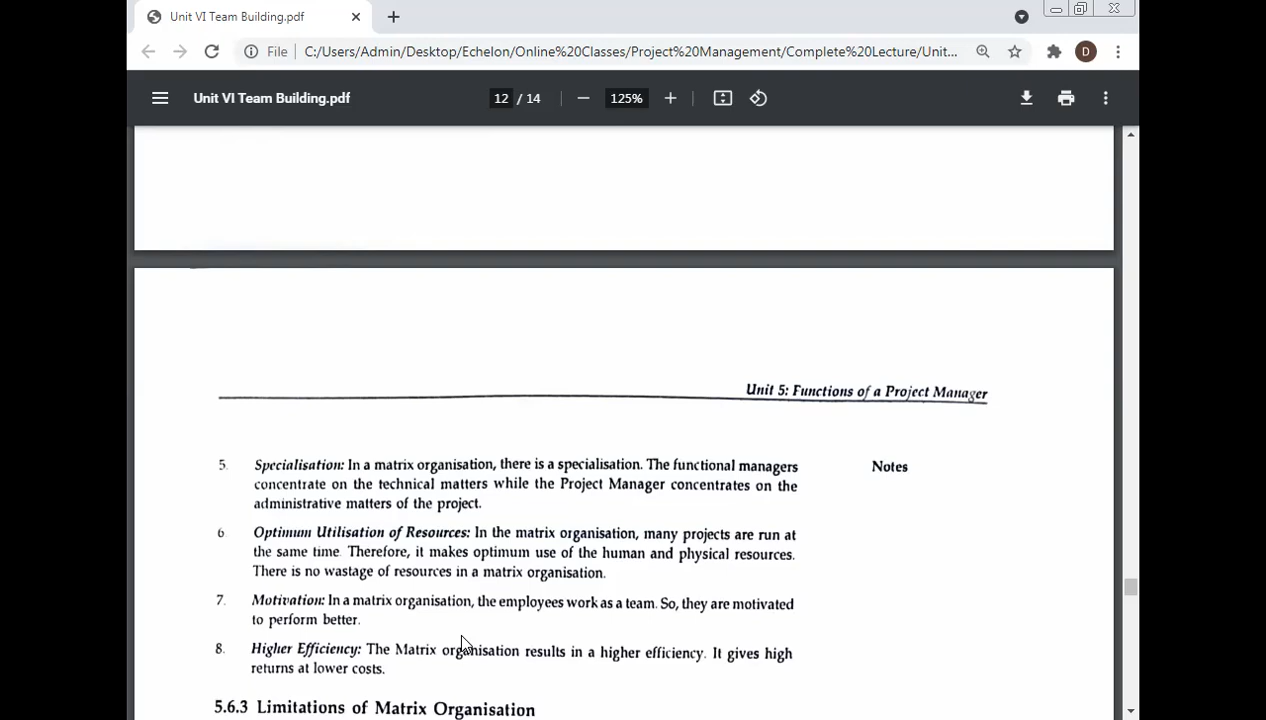 Unit VI Team Building.pdf
File
C:/Users/Admin/Desktop/Echelon/Online%20Classes/Project%20Management/Complete%20Lecture/Unit...
D
Unit VI Team Building.pdf
12 / 14
125%
Unit 5: Functions of a Project Manager
5. Specialisation: In a matrix organisation, there is a specialisation. The functional managers
Notes
concentrate on the technical matters while the Project Manager concentrates on the
administrative matters of the project.
6. Optimum Utilisation of Resources: In the matrix organisation, many projects are run at
the same time. Therefore, it makes optimum use of the human and physical resources.
There is no wastage of resources in a matrix organisation.
7. Motivation: In a matrix organisation, the employees work as a team. So, they are motivated
to perform better.
8. Higher Efficiency: The Matrix organisation results in a higher efficiency. It gives high
returns at lower costs.
5.6.3 Limitations of Matrix Organisation